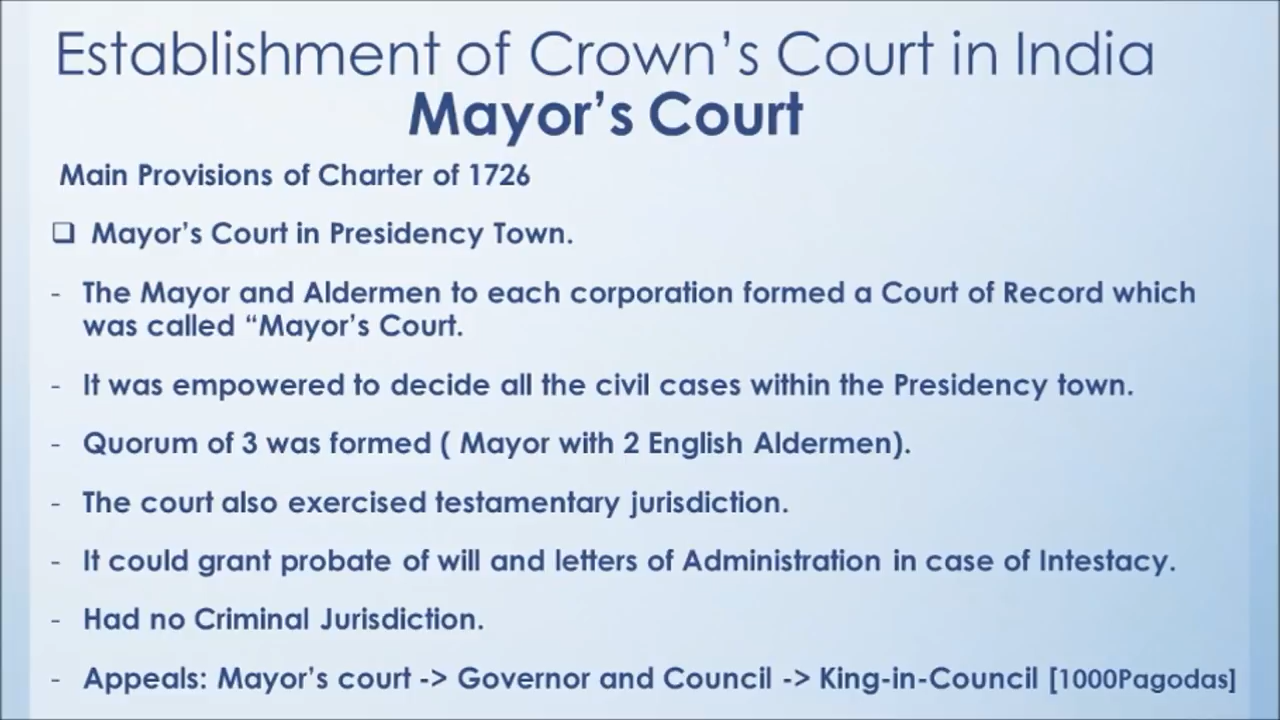 Establishment of Crown's Court in India
Mayor's Court
Main Provisions of Charter of 1726
❑ Mayor's Court in Presidency Town.
- The Mayor and Aldermen to each corporation formed a Court of Record which
was called “Mayor's Court.
- It was empowered to decide all the civil cases within the Presidency town.
- Quorum of 3 was formed ( Mayor with 2 English Aldermen).
- The court also exercised testamentary jurisdiction.
- It could grant probate of will and letters of Administration in case of Intestacy.
- Had no Criminal Jurisdiction.
- Appeals: Mayor's court -> Governor and Council -> King-in-Council [1000Pagodas]